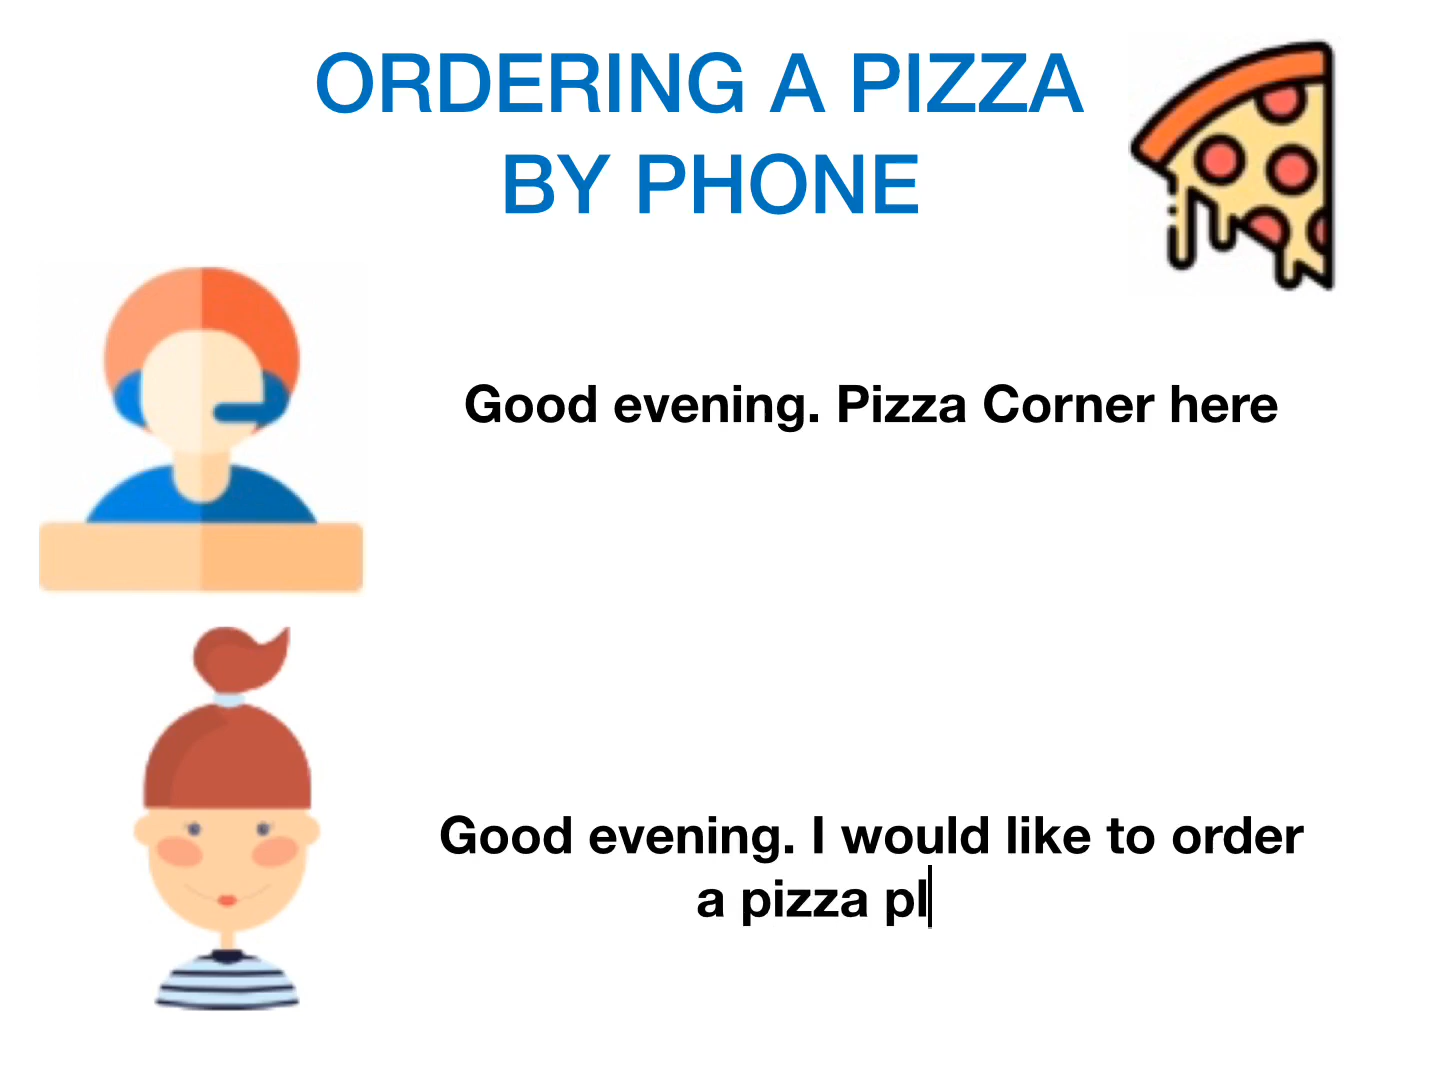 ORDERING A PIZZA
BY PHONE
Good evening. Pizza Corner here
Good evening. I would like to order
a pizza pl